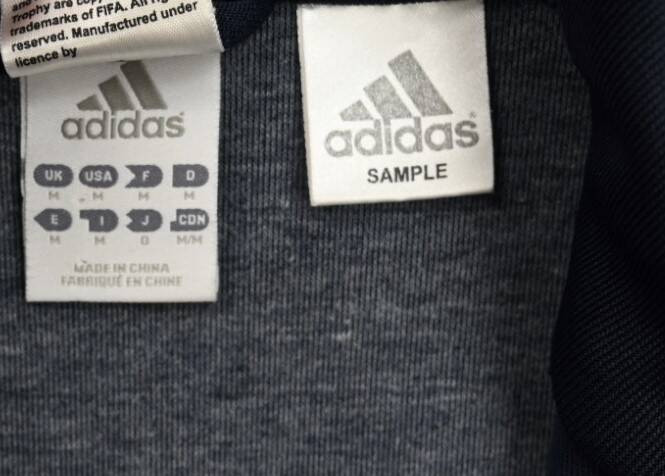 Trophy are
trademarks of FIFA. All
reserved. Manufactured under
licence by
adidas
UK USA F D
M M M M
E I J CDN
M M O M/M
MADE IN CHINA
FABRIQUÉ EN CHINE
adidas®
SAMPLE